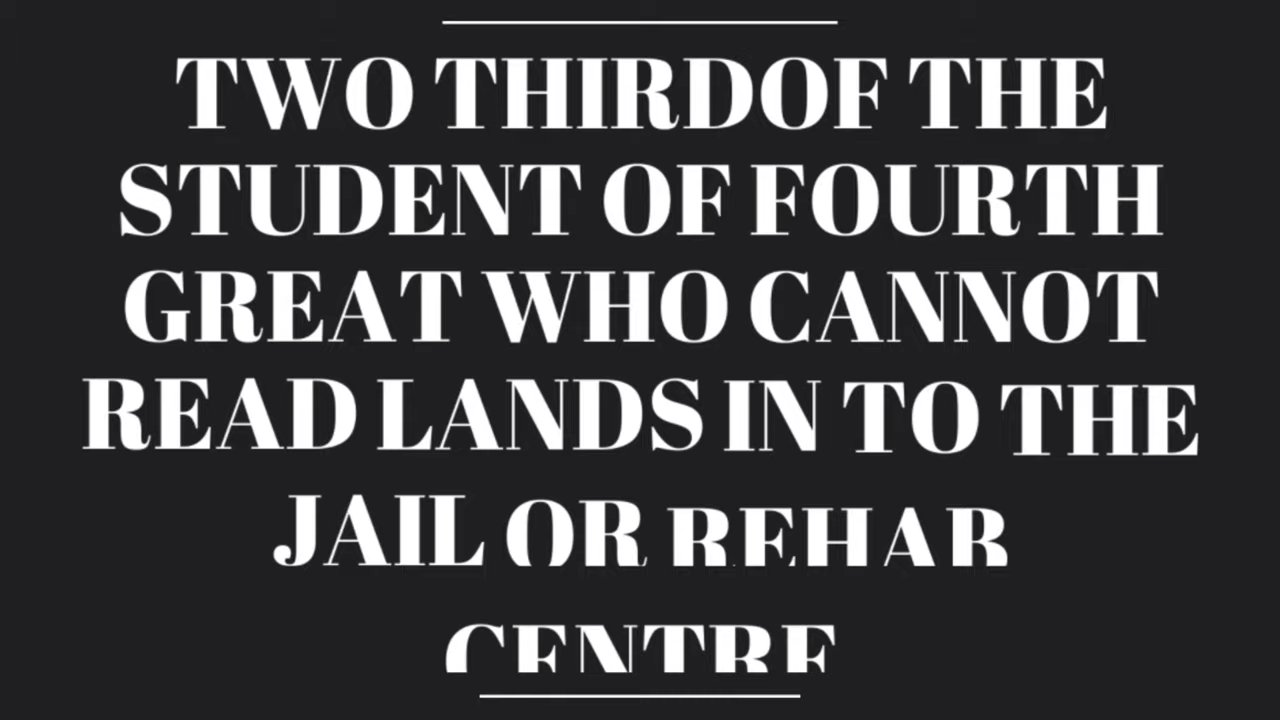 TWO THIRDOF THE
STUDENT OF FOURTH
GREAT WHO CANNOT
READ LANDS IN TO THE
JAIL OR REHAB
CENTRE